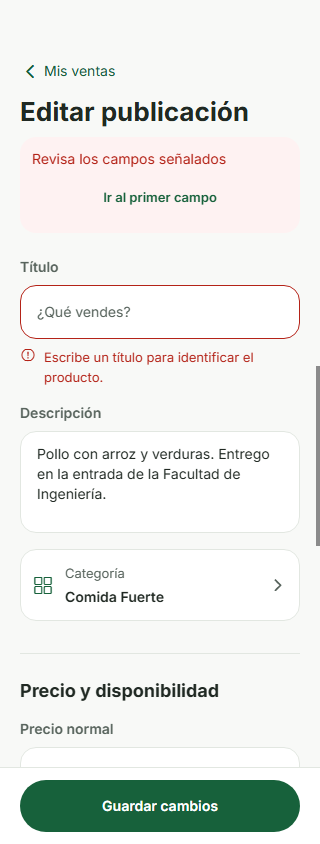 Mis ventas
Editar publicación
Revisa los campos señalados
Ir al primer campo
Título
¿Qué vendes?
Escribe un título para identificar el
producto.
Descripción
Pollo con arroz y verduras. Entrego
en la entrada de la Facultad de
Ingeniería.
Categoría
Comida Fuerte
Precio y disponibilidad
Precio normal
Guardar cambios